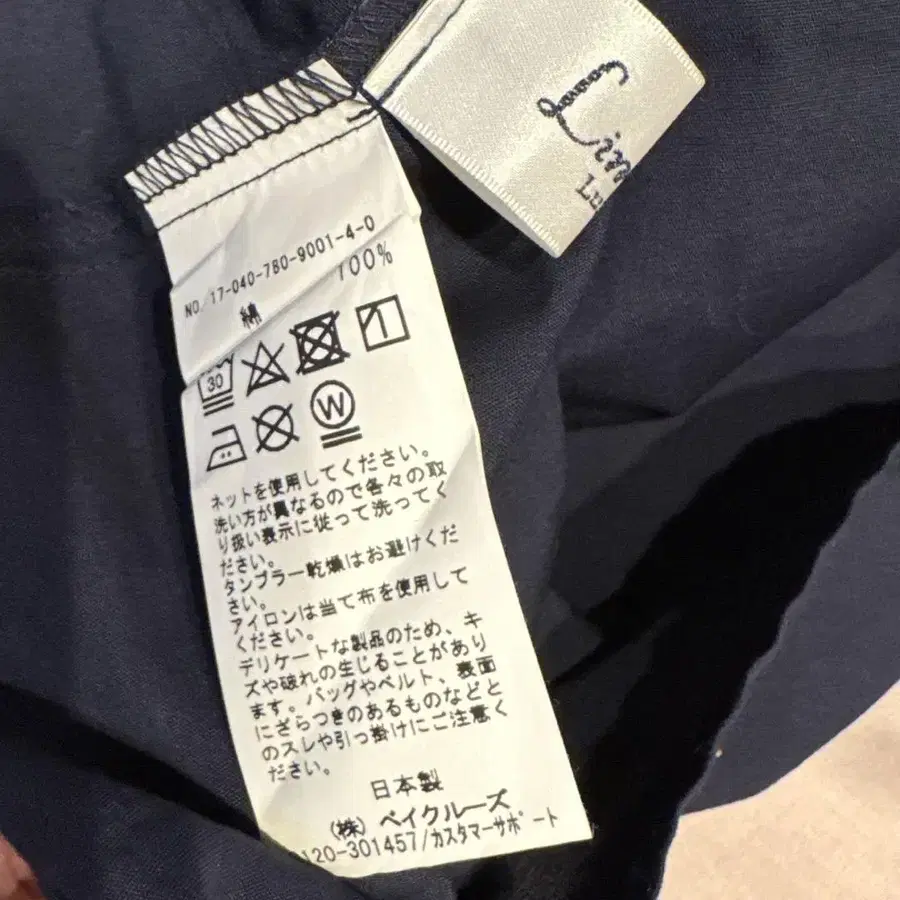 Lin
Lu
NO. 17-040-780-9001-4-0
綿 100%
30
W
ネットを使用してください。
洗い方が異なるので各々の取
り扱い表示に従って洗ってく
ださい。
タンブラー乾燥はお避けくだ
さい。
アイロンは当て布を使用して
ください。
デリケートな製品のため、キ
ズや破れの生じることがあり
ます。バッグやベルト、表面
にざらつきのあるものなどと
のスレや引っ掛けにご注意く
ださい。
日本製
(株) ベイクルーズ
0120-301457/カスタマーサポート